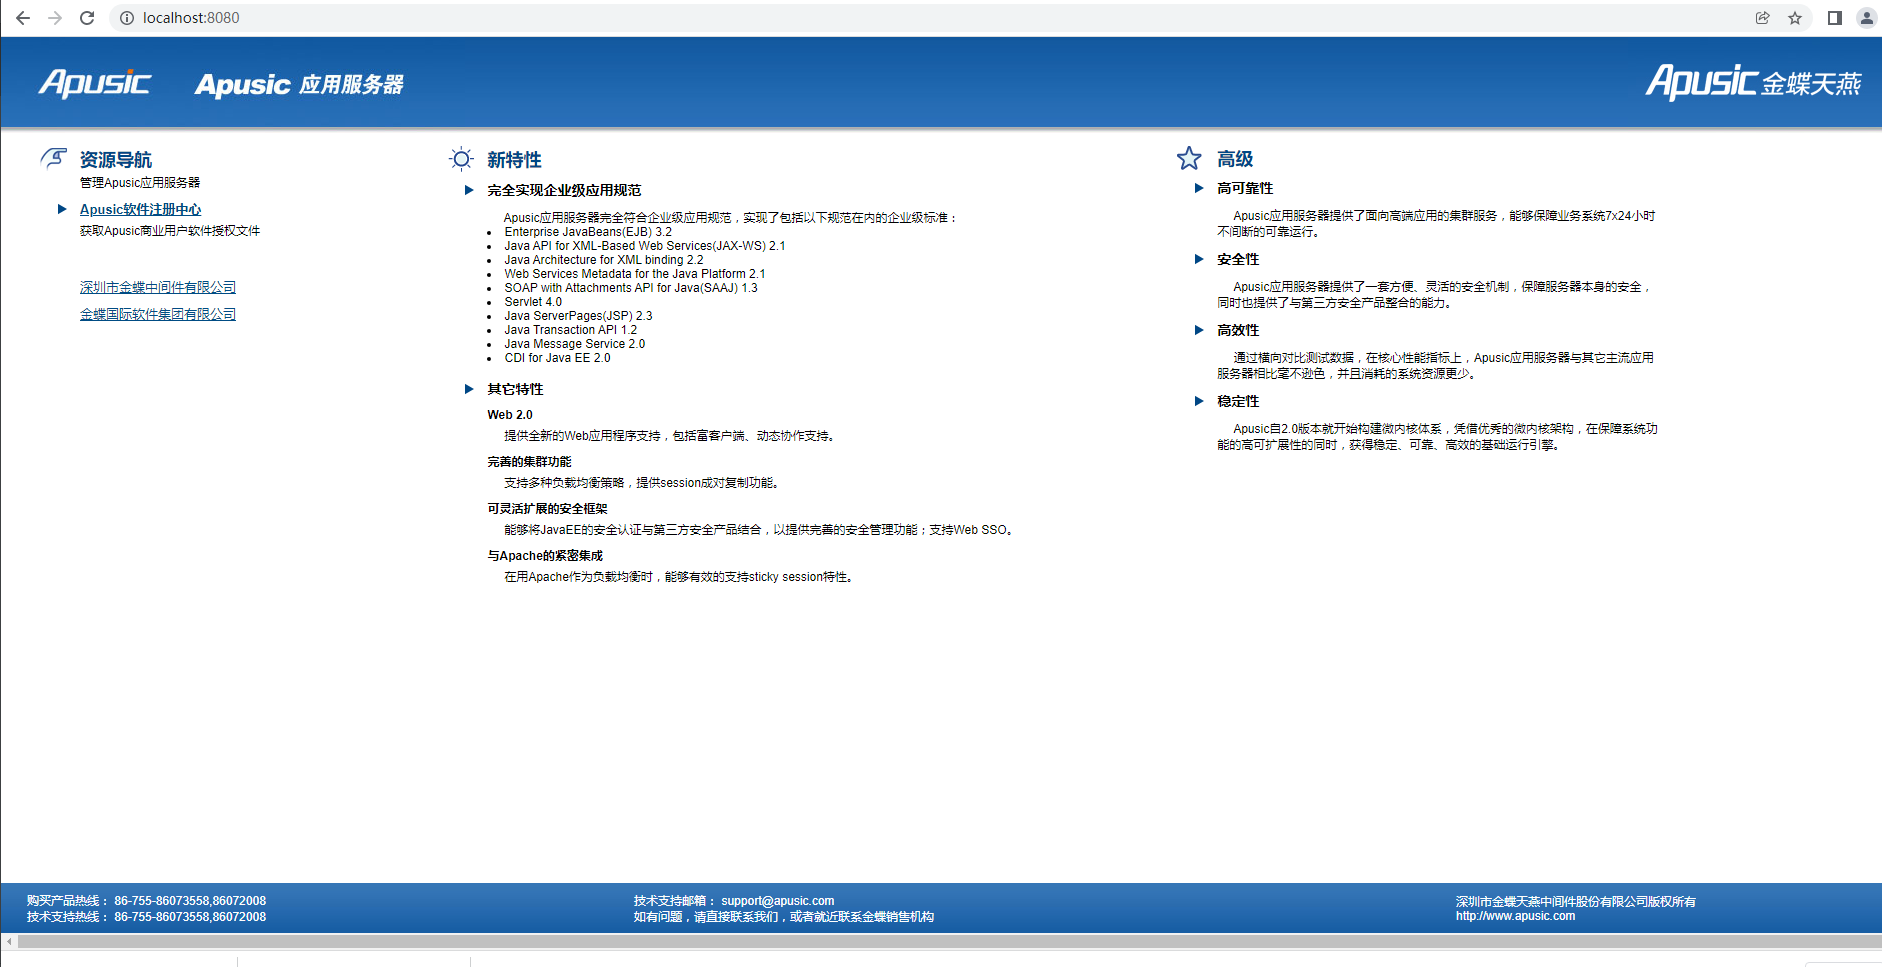 localhost:8080
Apusic
Apusic 应用服务器
Apusic金蝶天燕
资源导航
管理Apusic应用服务器
Apusic软件注册中心
获取Apusic商业用户软件授权文件
深圳市金蝶中间件有限公司
金蝶国际软件集团有限公司
新特性
完全实现企业级应用规范
Apusic应用服务器完全符合企业级应用规范，实现了包括以下规范在内的企业级标准：
Enterprise JavaBeans(EJB) 3.2
Java API for XML-Based Web Services(JAX-WS) 2.1
Java Architecture for XML binding 2.2
Web Services Metadata for the Java Platform 2.1
SOAP with Attachments API for Java(SAAJ) 1.3
Servlet 4.0
Java ServerPages(JSP) 2.3
Java Transaction API 1.2
Java Message Service 2.0
CDI for Java EE 2.0
其它特性
Web 2.0
提供全新的Web应用程序支持，包括富客户端、动态协作支持。
完善的集群功能
支持多种负载均衡策略，提供session成对复制功能。
可灵活扩展的安全框架
能够将JavaEE的安全认证与第三方安全产品结合，以提供完善的安全管理功能；支持Web SSO。
与Apache的紧密集成
在用Apache作为负载均衡时，能够有效的支持sticky session特性。
高级
高可靠性
Apusic应用服务器提供了面向高端应用的集群服务，能够保障业务系统7x24小时
不间断的可靠运行。
安全性
Apusic应用服务器提供了一套方便、灵活的安全机制，保障服务器本身的安全，
同时也提供了与第三方安全产品整合的能力。
高效性
通过横向对比测试数据，在核心性能指标上，Apusic应用服务器与其它主流应用
服务器相比毫不逊色，并且消耗的系统资源更少。
稳定性
Apusic自2.0版本就开始构建微内核体系，凭借优秀的微内核架构，在保障系统功
能的高可扩展性的同时，获得稳定、可靠、高效的基础运行引擎。
购买产品热线： 86-755-86073558,86072008
技术支持热线： 86-755-86073558,86072008
技术支持邮箱： support@apusic.com
如有问题，请直接联系我们，或者就近联系金蝶销售机构
深圳市金蝶天燕中间件股份有限公司版权所有
http://www.apusic.com